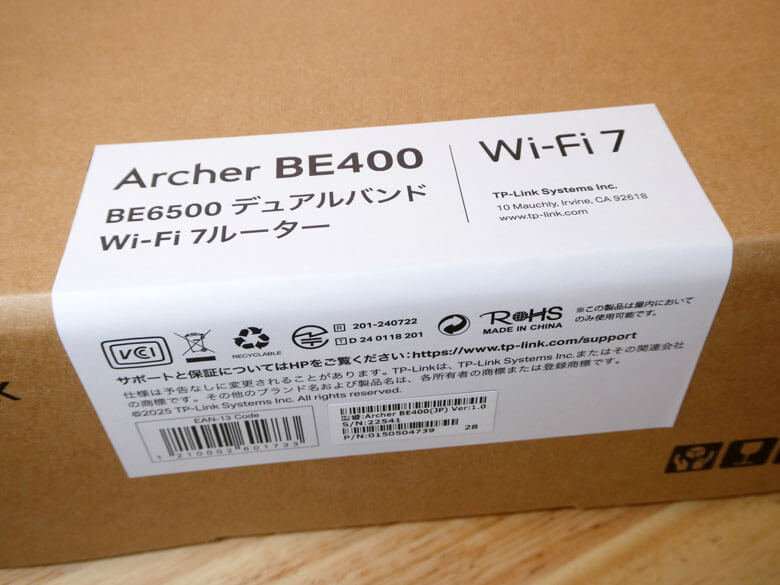 Archer BE400
BE6500 デュアルバンド
Wi-Fi 7ルーター
Wi-Fi 7
TP-Link Systems Inc.
10 Mauchly, Irvine, CA 92618
www.tp-link.com
VCI
RECYCLABLE
R 201-240722
T D 24 0118 201
RoHS
MADE IN CHINA
※この製品は屋内において
のみ使用可能です。
サポートと保証についてはHPをご覧ください:https://www.tp-link.com/support
仕様は予告なしに変更されることがあります。TP-Linkは、TP-Link Systems Inc.またはその関連会社
の商標です。その他のブランド名および製品名は、各所有者の商標または登録商標です。
©2025 TP-Link Systems Inc. All rights reserved.
EAN-13 Code
1 210002 601733
Archer BE400(JP) Ver:1.0
S/N:22541
P/N:0150504739
2B